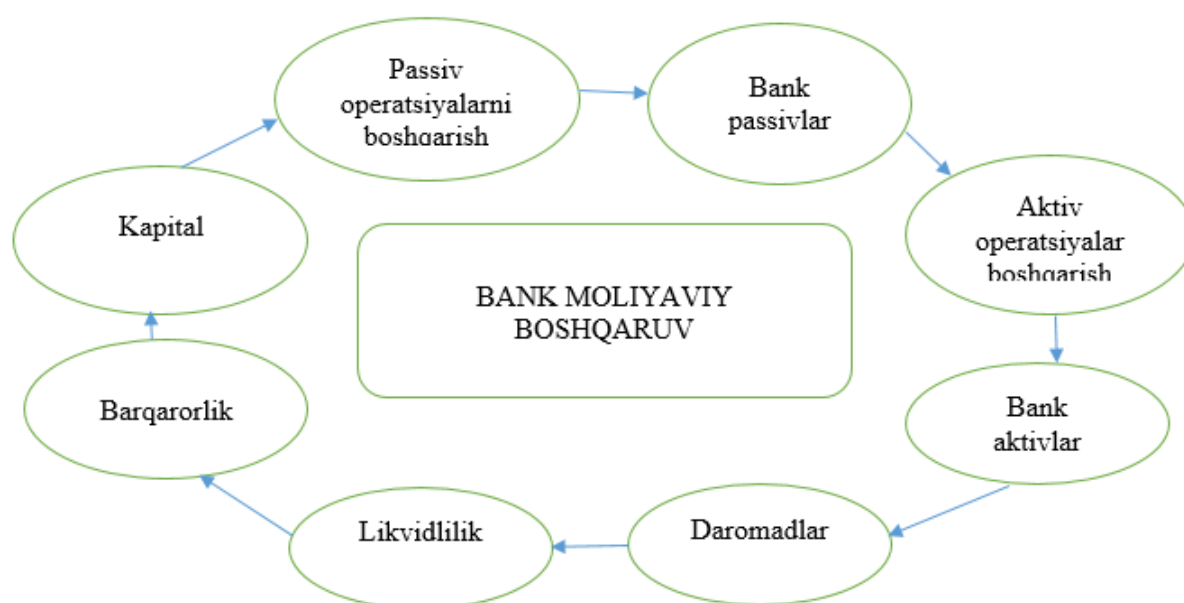 Passiv
operatsiyalarni
boshqarish
Bank
passivlar
Aktiv
operatsiyalar
boshqarish
Bank
aktivlar
Daromadlar
Likvidlilik
Barqarorlik
Kapital
BANK MOLIYAVIY
BOSHQARUV